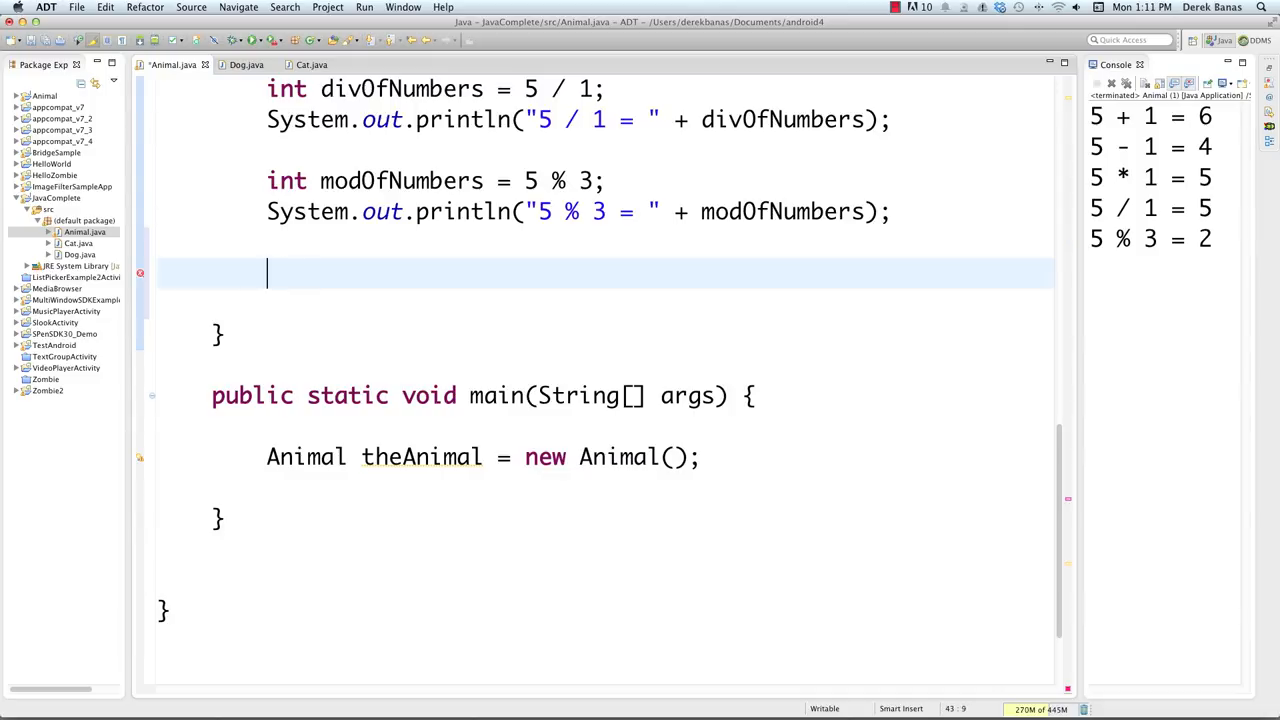 ADT File Edit Refactor Source Navigate Search Project Run Window Help 10 Mon 1:11 PM Derek Banas
Java – JavaComplete/src/Animal.java – ADT – /Users/derekbanas/Documents/android4
Quick Access Java DDMS
Package Exp
*Animal.java Dog.java Cat.java
Console
Animal
appcompat_v7
appcompat_v7_2
appcompat_v7_3
appcompat_v7_4
BridgeSample
HelloWorld
HelloZombie
ImageFilterSampleApp
JavaComplete
src
(default package)
Animal.java
Cat.java
Dog.java
JRE System Library [Ja
ListPickerExample2Activi
MediaBrowser
MultiWindowSDKExample
MusicPlayerActivity
SlookActivity
SPenSDK30_Demo
TestAndroid
TextGroupActivity
VideoPlayerActivity
Zombie
Zombie2
int divOfNumbers = 5 / 1;
System.out.println("5 / 1 = " + divOfNumbers);
int modOfNumbers = 5 % 3;
System.out.println("5 % 3 = " + modOfNumbers);
}
public static void main(String[] args) {
Animal theAnimal = new Animal();
}
}
<terminated> Animal (1) [Java Application] /S
5 + 1 = 6
5 - 1 = 4
5 * 1 = 5
5 / 1 = 5
5 % 3 = 2
Writable Smart Insert 43 : 9 270M of 445M